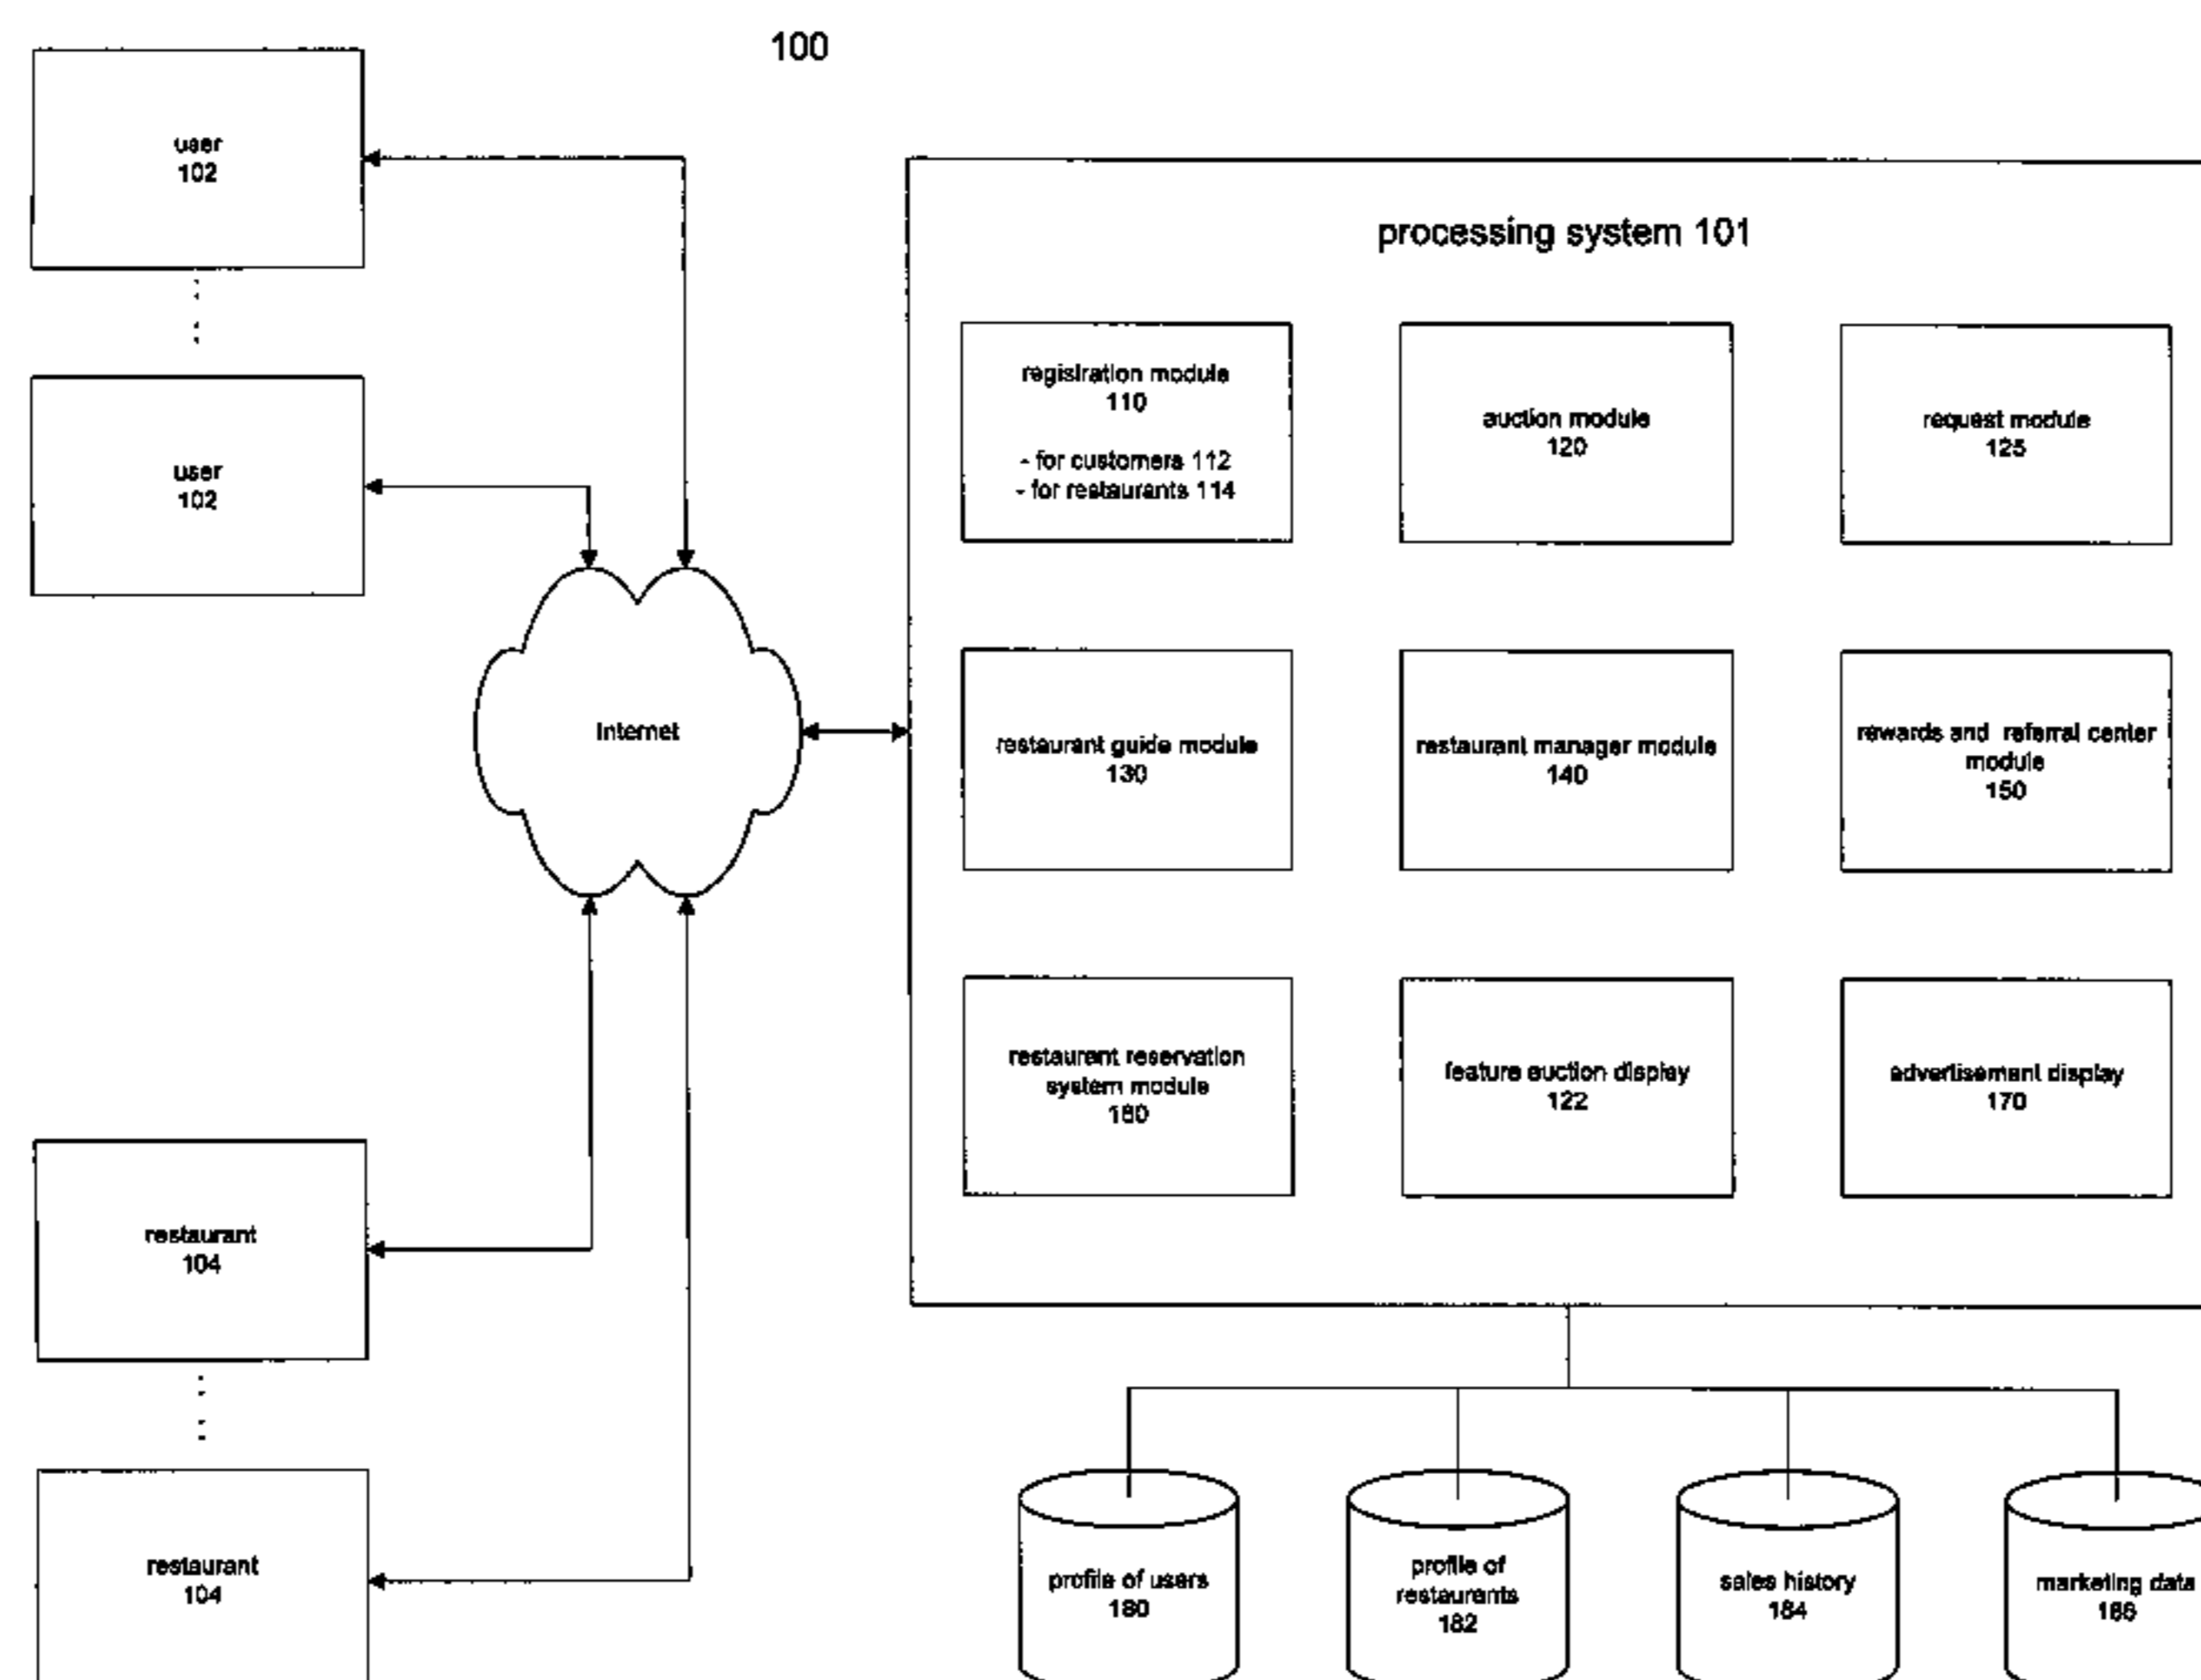 100
user
102
user
102
Internet
restaurant
104
restaurant
104
processing system 101
registration module
110
- for customers 112
- for restaurants 114
auction module
120
request module
125
restaurant guide module
130
restaurant manager module
140
rewards and referral center
module
150
restaurant reservation
system module
160
feature auction display
122
advertisement display
170
profile of users
180
profile of
restaurants
182
sales history
184
marketing data
186